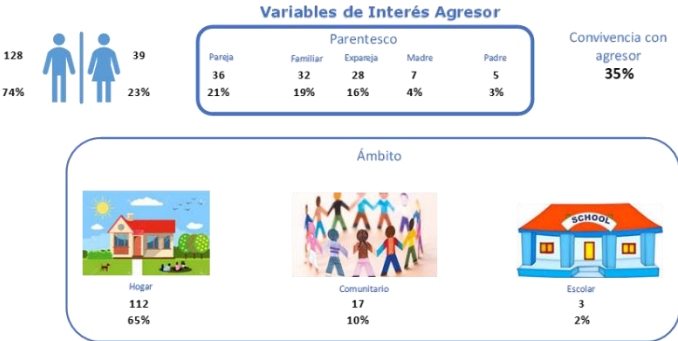 Variables de Interés Agresor
128
74%
39
23%
Parentesco
Pareja Familiar Expareja Madre Padre
36 32 28 7 5
21% 19% 16% 4% 3%
Convivencia con
agresor
35%
Ámbito
SCHOOL
Hogar Comunitario Escolar
112 17 3
65% 10% 2%